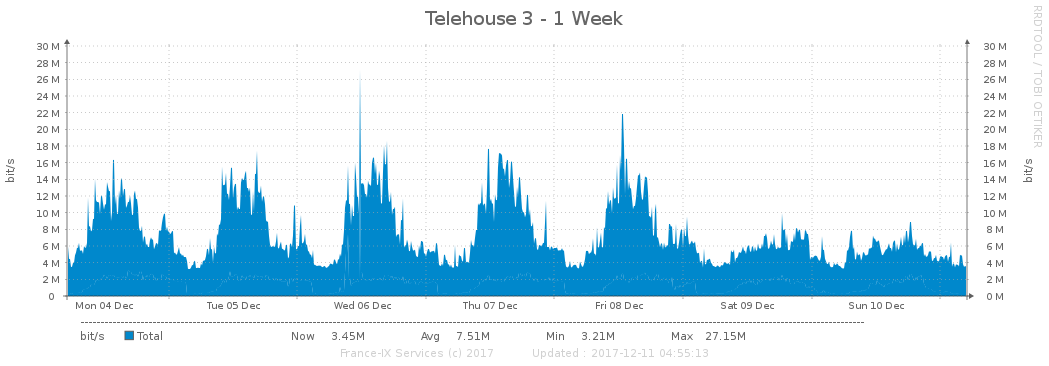 Telehouse 3 - 1 Week
RRDTOOL / TOBI OETIKER
30 M 30 M
28 M 28 M
26 M 26 M
24 M 24 M
22 M 22 M
20 M 20 M
18 M 18 M
16 M 16 M
14 M 14 M
12 M 12 M
10 M 10 M
8 M 8 M
6 M 6 M
4 M 4 M
2 M 2 M
0 0 M
bit/s
bit/s
Mon 04 Dec Tue 05 Dec Wed 06 Dec Thu 07 Dec Fri 08 Dec Sat 09 Dec Sun 10 Dec
bit/s Total Now 3.45M Avg 7.51M Min 3.21M Max 27.15M
France-IX Services (c) 2017 Updated : 2017-12-11 04:55:13